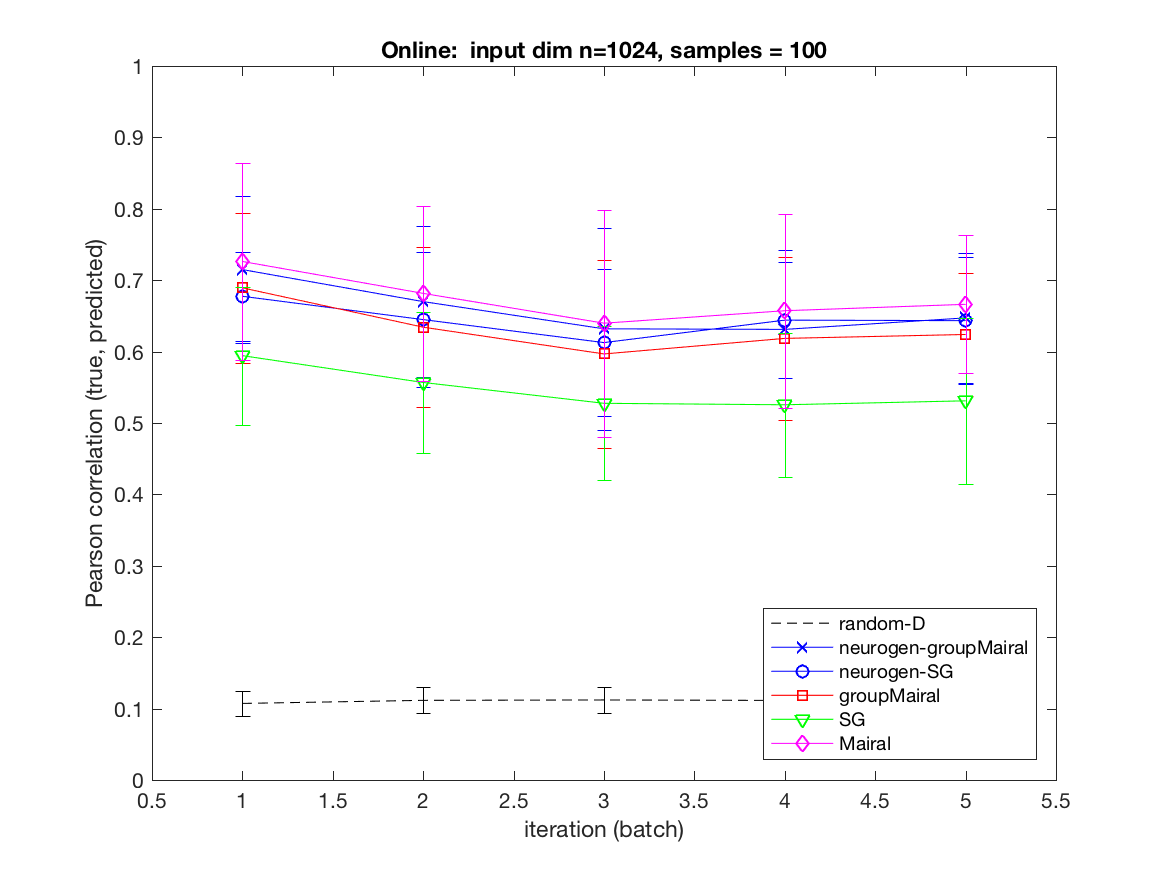 Online:  input dim n=1024, samples = 100
1
0.9
0.8
0.7
0.6
0.5
0.4
0.3
0.2
0.1
0
Pearson correlation (true, predicted)
random-D
neurogen-groupMairal
neurogen-SG
groupMairal
SG
Mairal
0.5 1 1.5 2 2.5 3 3.5 4 4.5 5 5.5
iteration (batch)